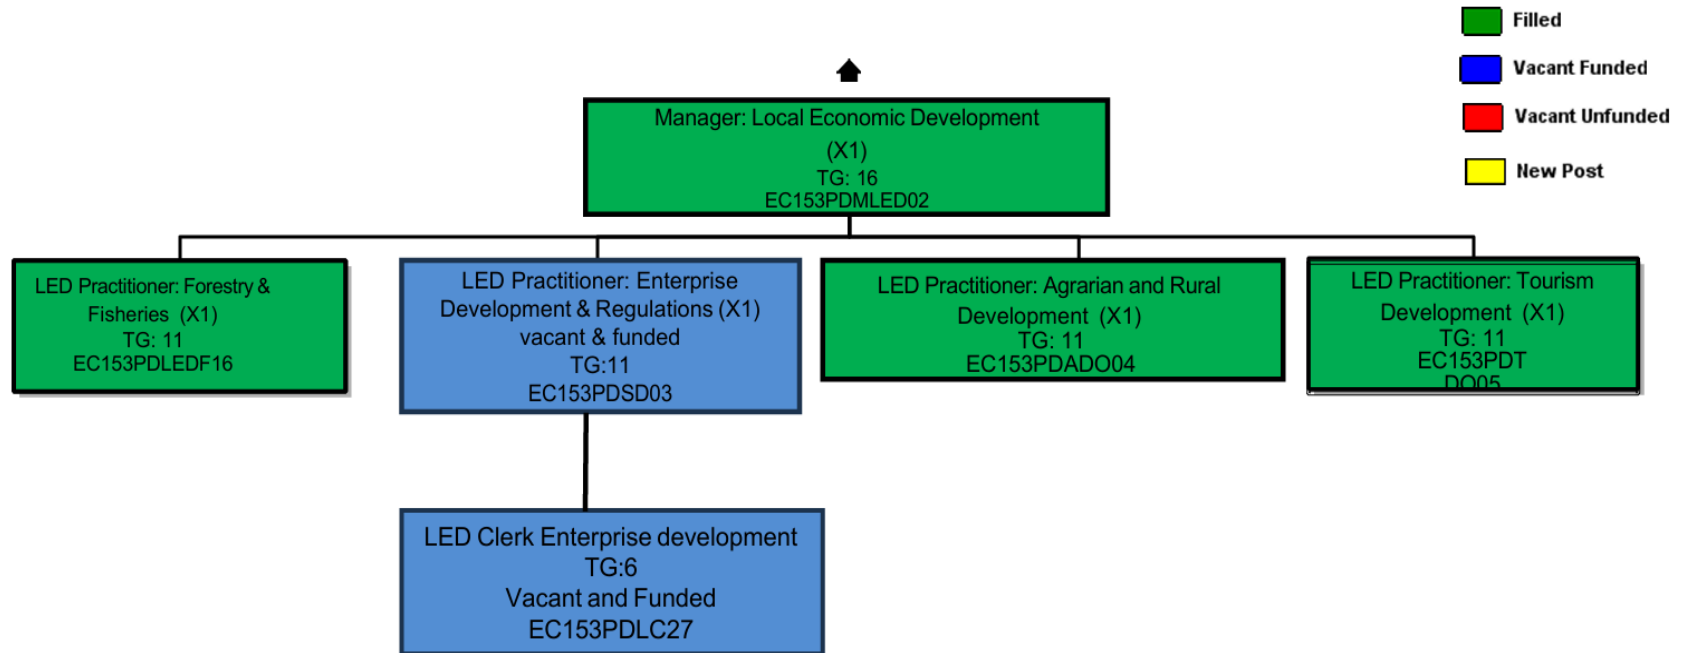 Filled
Vacant Funded
Vacant Unfunded
New Post
Manager: Local Economic Development
(X1)
TG: 16
EC153PDMLED02
LED Practitioner: Forestry &
Fisheries (X1)
TG: 11
EC153PDLEDF16
LED Practitioner: Enterprise
Development & Regulations (X1)
vacant & funded
TG:11
EC153PDSD03
LED Practitioner: Agrarian and Rural
Development (X1)
TG: 11
EC153PDADO04
LED Practitioner: Tourism
Development (X1)
TG: 11
EC153PDT
DO05
LED Clerk Enterprise development
TG:6
Vacant and Funded
EC153PDLC27